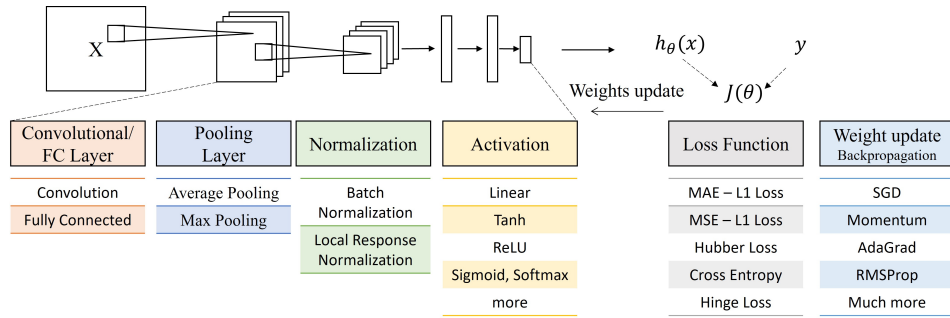 X
h_θ(x)
y
J(θ)
Weights update
Convolutional/
FC Layer
Convolution
Fully Connected
Pooling
Layer
Average Pooling
Max Pooling
Normalization
Batch
Normalization
Local Response
Normalization
Activation
Linear
Tanh
ReLU
Sigmoid, Softmax
more
Loss Function
MAE – L1 Loss
MSE – L1 Loss
Hubber Loss
Cross Entropy
Hinge Loss
Weight update
Backpropagation
SGD
Momentum
AdaGrad
RMSProp
Much more